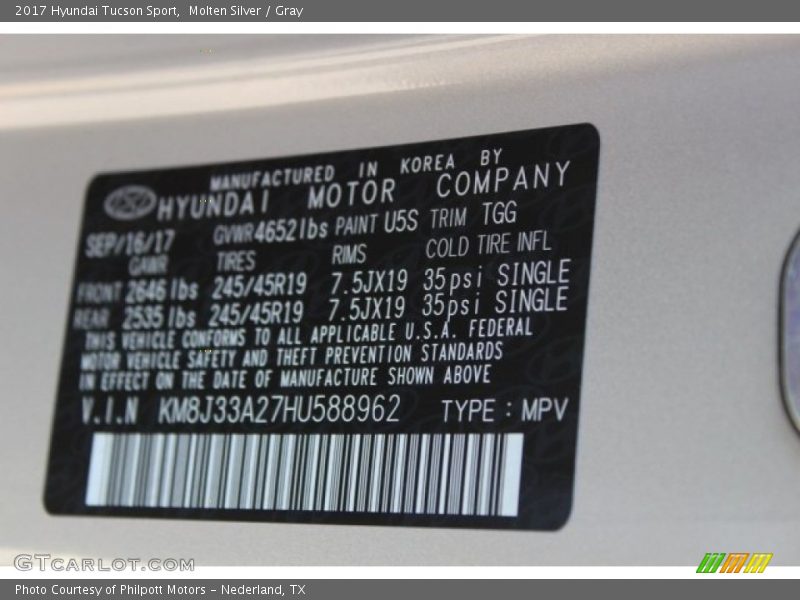 2017 Hyundai Tucson Sport,  Molten Silver / Gray
MANUFACTURED IN KOREA BY
HYUNDAI MOTOR COMPANY
SEP/16/17 GVWR 4652lbs PAINT U5S TRIM TGG
GAWR TIRES RIMS COLD TIRE INFL
FRONT 2646 lbs 245/45R19 7.5JX19 35psi SINGLE
REAR 2535 lbs 245/45R19 7.5JX19 35psi SINGLE
THIS VEHICLE CONFORMS TO ALL APPLICABLE U.S.A. FEDERAL
MOTOR VEHICLE SAFETY AND THEFT PREVENTION STANDARDS
IN EFFECT ON THE DATE OF MANUFACTURE SHOWN ABOVE
V.I.N KM8J33A27HU588962 TYPE : MPV
GTCARLOT.COM
Photo Courtesy of Philpott Motors - Nederland, TX